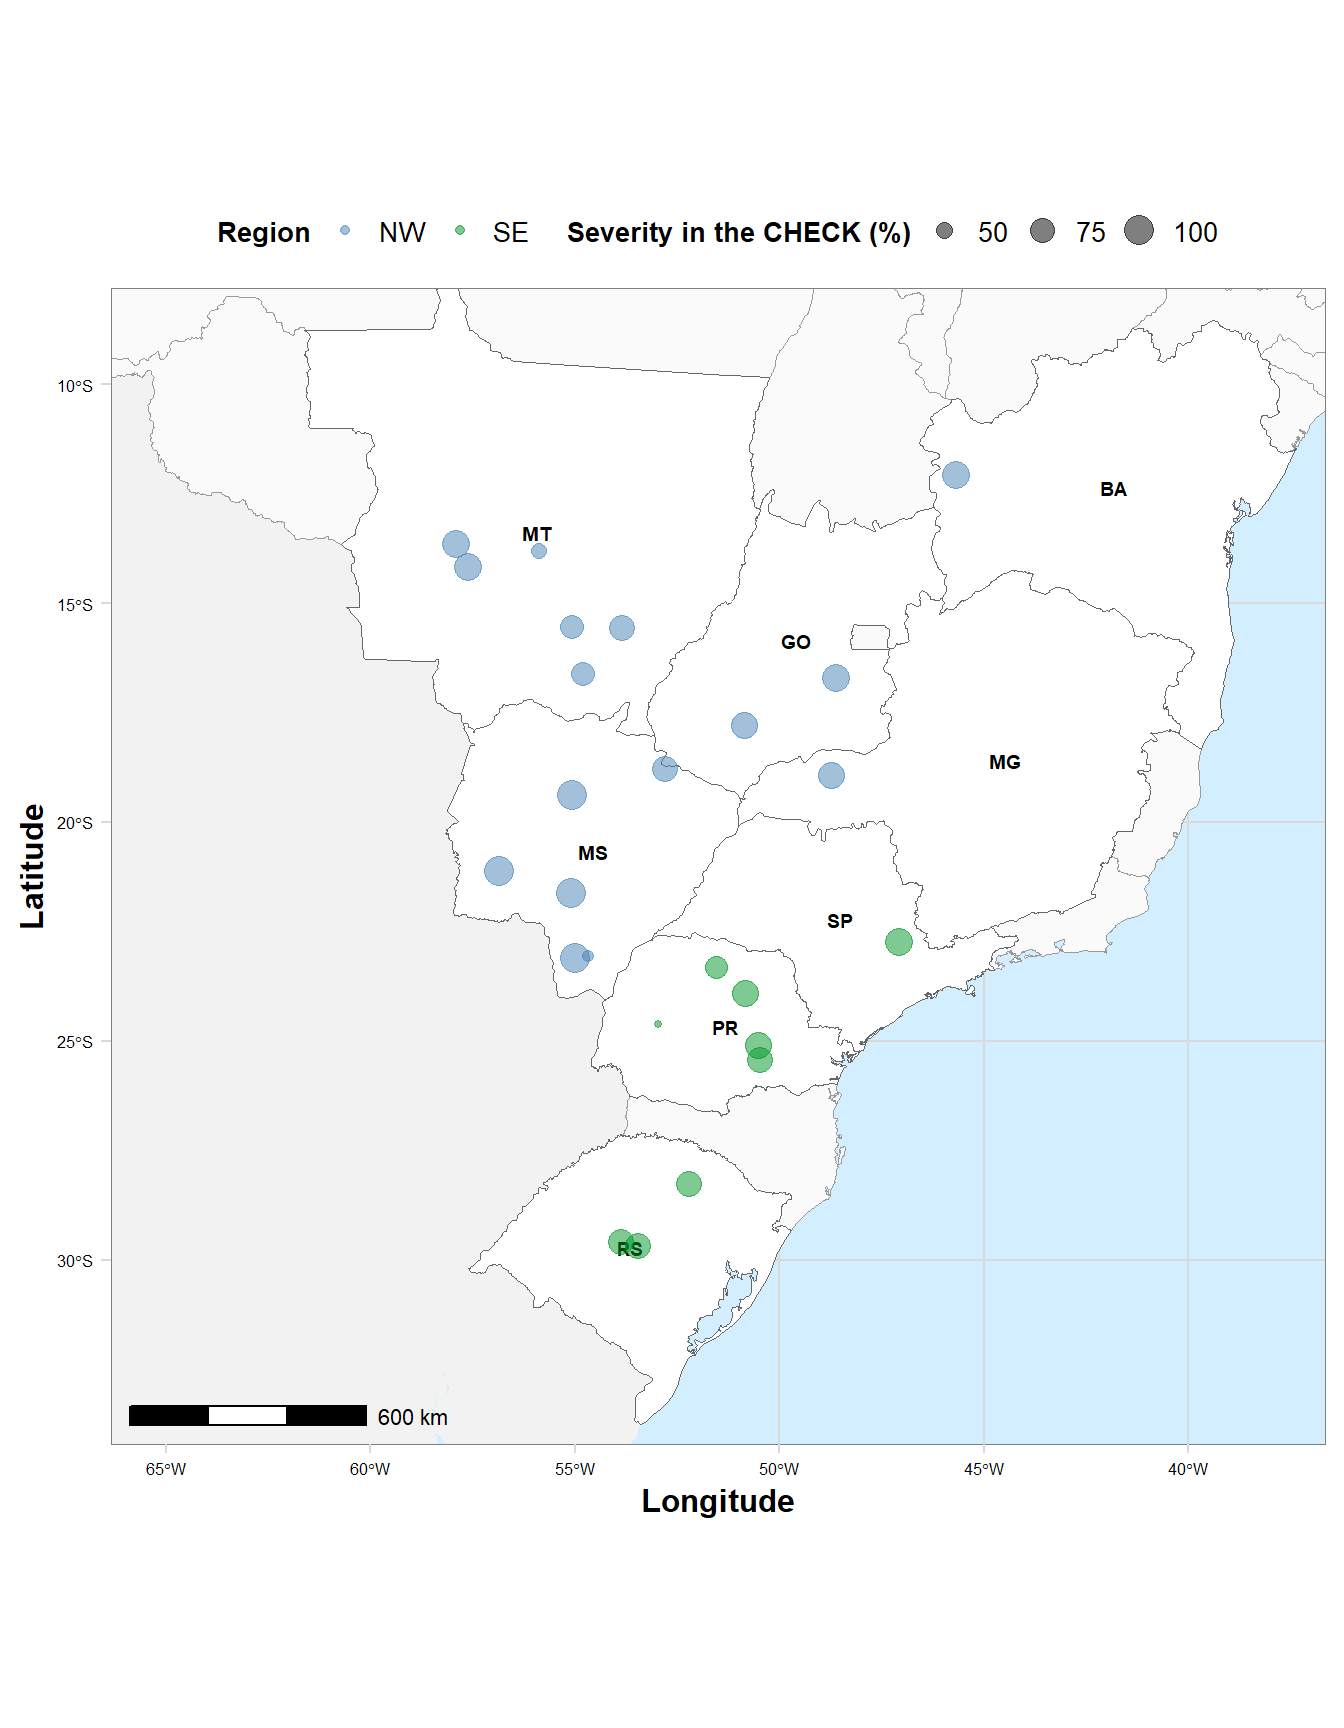 Region NW SE Severity in the CHECK (%) 50 75 100
10°S
BA
MT
15°S
GO
MG
20°S
MS
SP
PR
25°S
RS
30°S
600 km
65°W 60°W 55°W 50°W 45°W 40°W
Longitude
Latitude